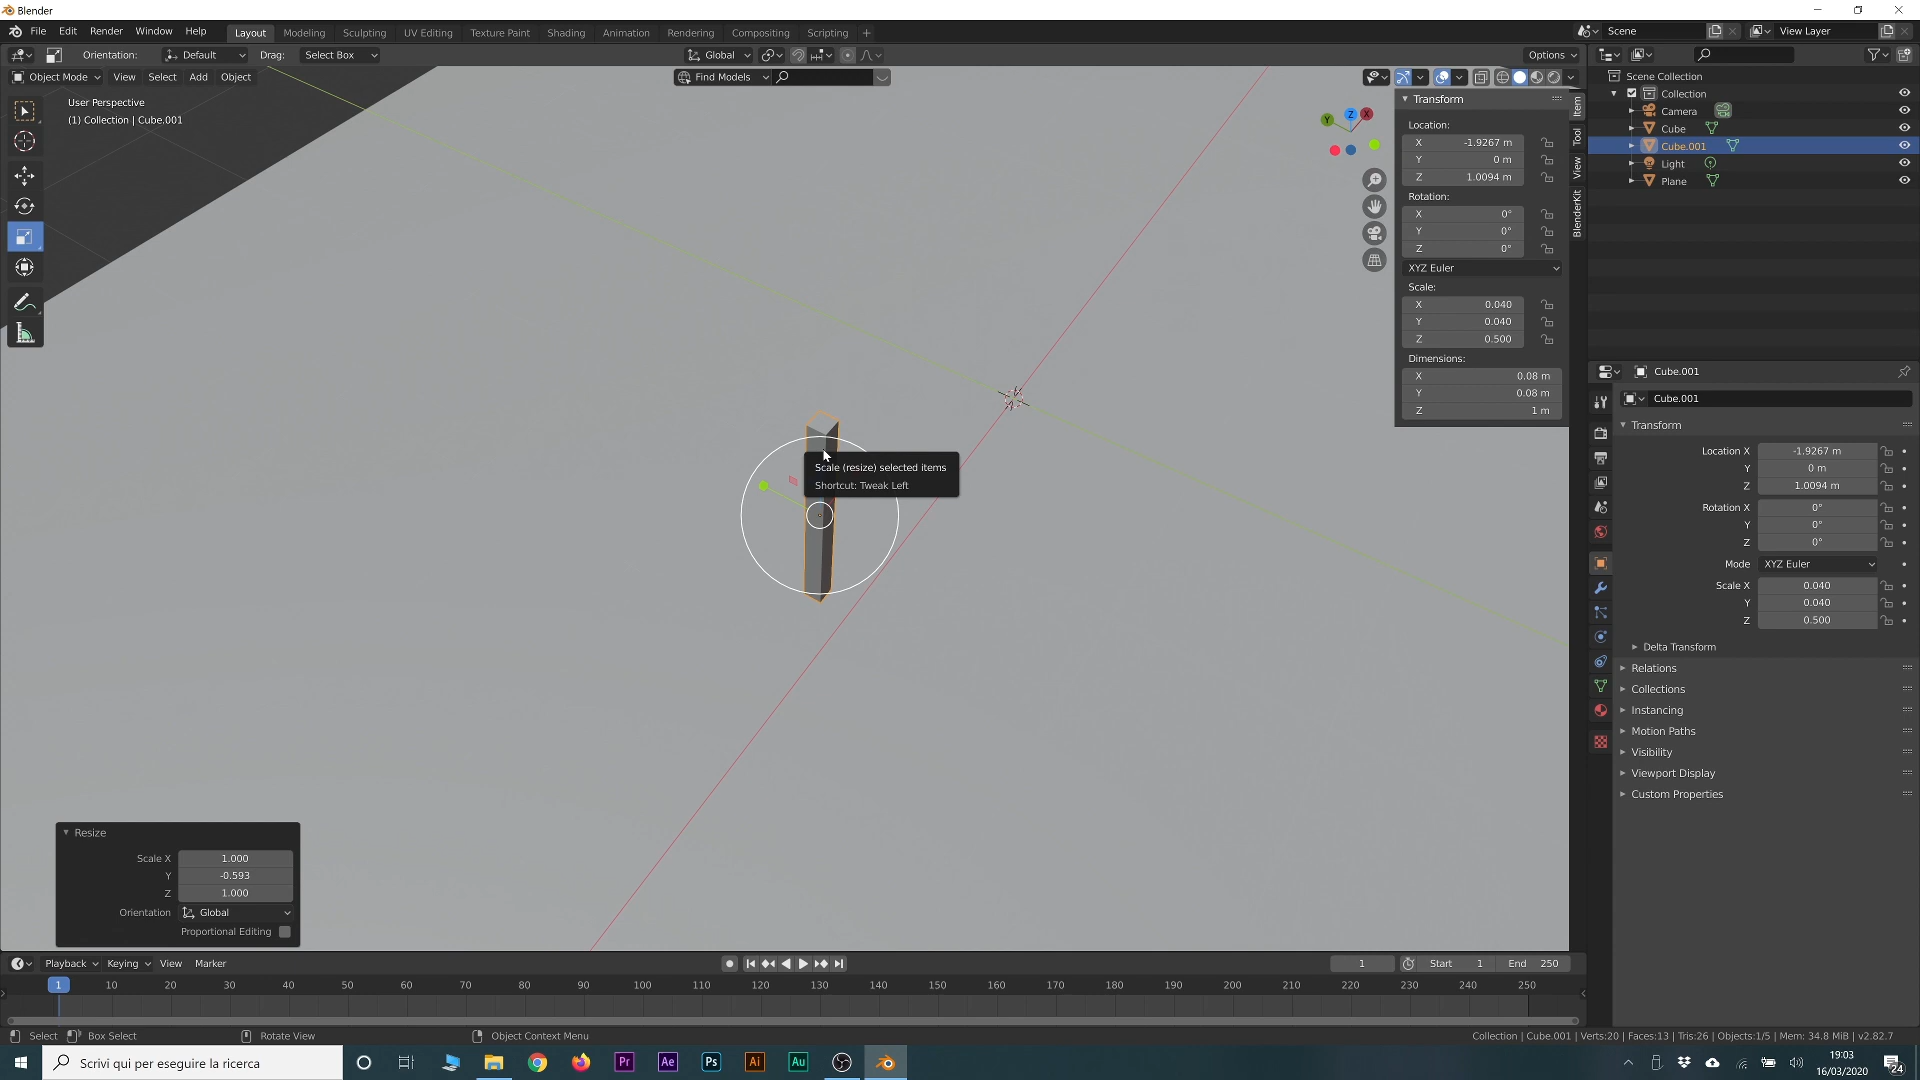 Blender
File Edit Render Window Help Layout Modeling Sculpting UV Editing Texture Paint Shading Animation Rendering Compositing Scripting + Scene View Layer
Orientation: Default Drag: Select Box Global Options
Object Mode View Select Add Object Find Models
User Perspective
(1) Collection | Cube.001
Y Z X
Transform
Location:
X -1.9267 m
Y 0 m
Z 1.0094 m
Rotation:
X 0°
Y 0°
Z 0°
XYZ Euler
Scale:
X 0.040
Y 0.040
Z 0.500
Dimensions:
X 0.08 m
Y 0.08 m
Z 1 m
Item
Tool
View
BlenderKit
Scene Collection
Collection
Camera
Cube
Cube.001
Light
Plane
Scale (resize) selected items
Shortcut: Tweak Left
Cube.001
Cube.001
Transform
Location X -1.9267 m
Y 0 m
Z 1.0094 m
Rotation X 0°
Y 0°
Z 0°
Mode XYZ Euler
Scale X 0.040
Y 0.040
Z 0.500
Delta Transform
Relations
Collections
Instancing
Motion Paths
Visibility
Viewport Display
Custom Properties
Resize
Scale X 1.000
Y -0.593
Z 1.000
Orientation Global
Proportional Editing
Playback Keying View Marker 1 Start 1 End 250
1 10 20 30 40 50 60 70 80 90 100 110 120 130 140 150 160 170 180 190 200 210 220 230 240 250
Select Box Select Rotate View Object Context Menu Collection | Cube.001 | Verts:20 | Faces:13 | Tris:26 | Objects:1/5 | Mem: 34.8 MiB | v2.82.7
Scrivi qui per eseguire la ricerca Pr Ae Ps Ai Au 19:03
16/03/2020 24